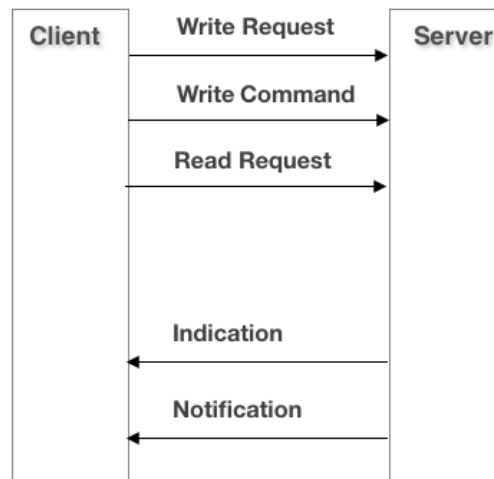 Client
Server
Write Request
Write Command
Read Request
Indication
Notification